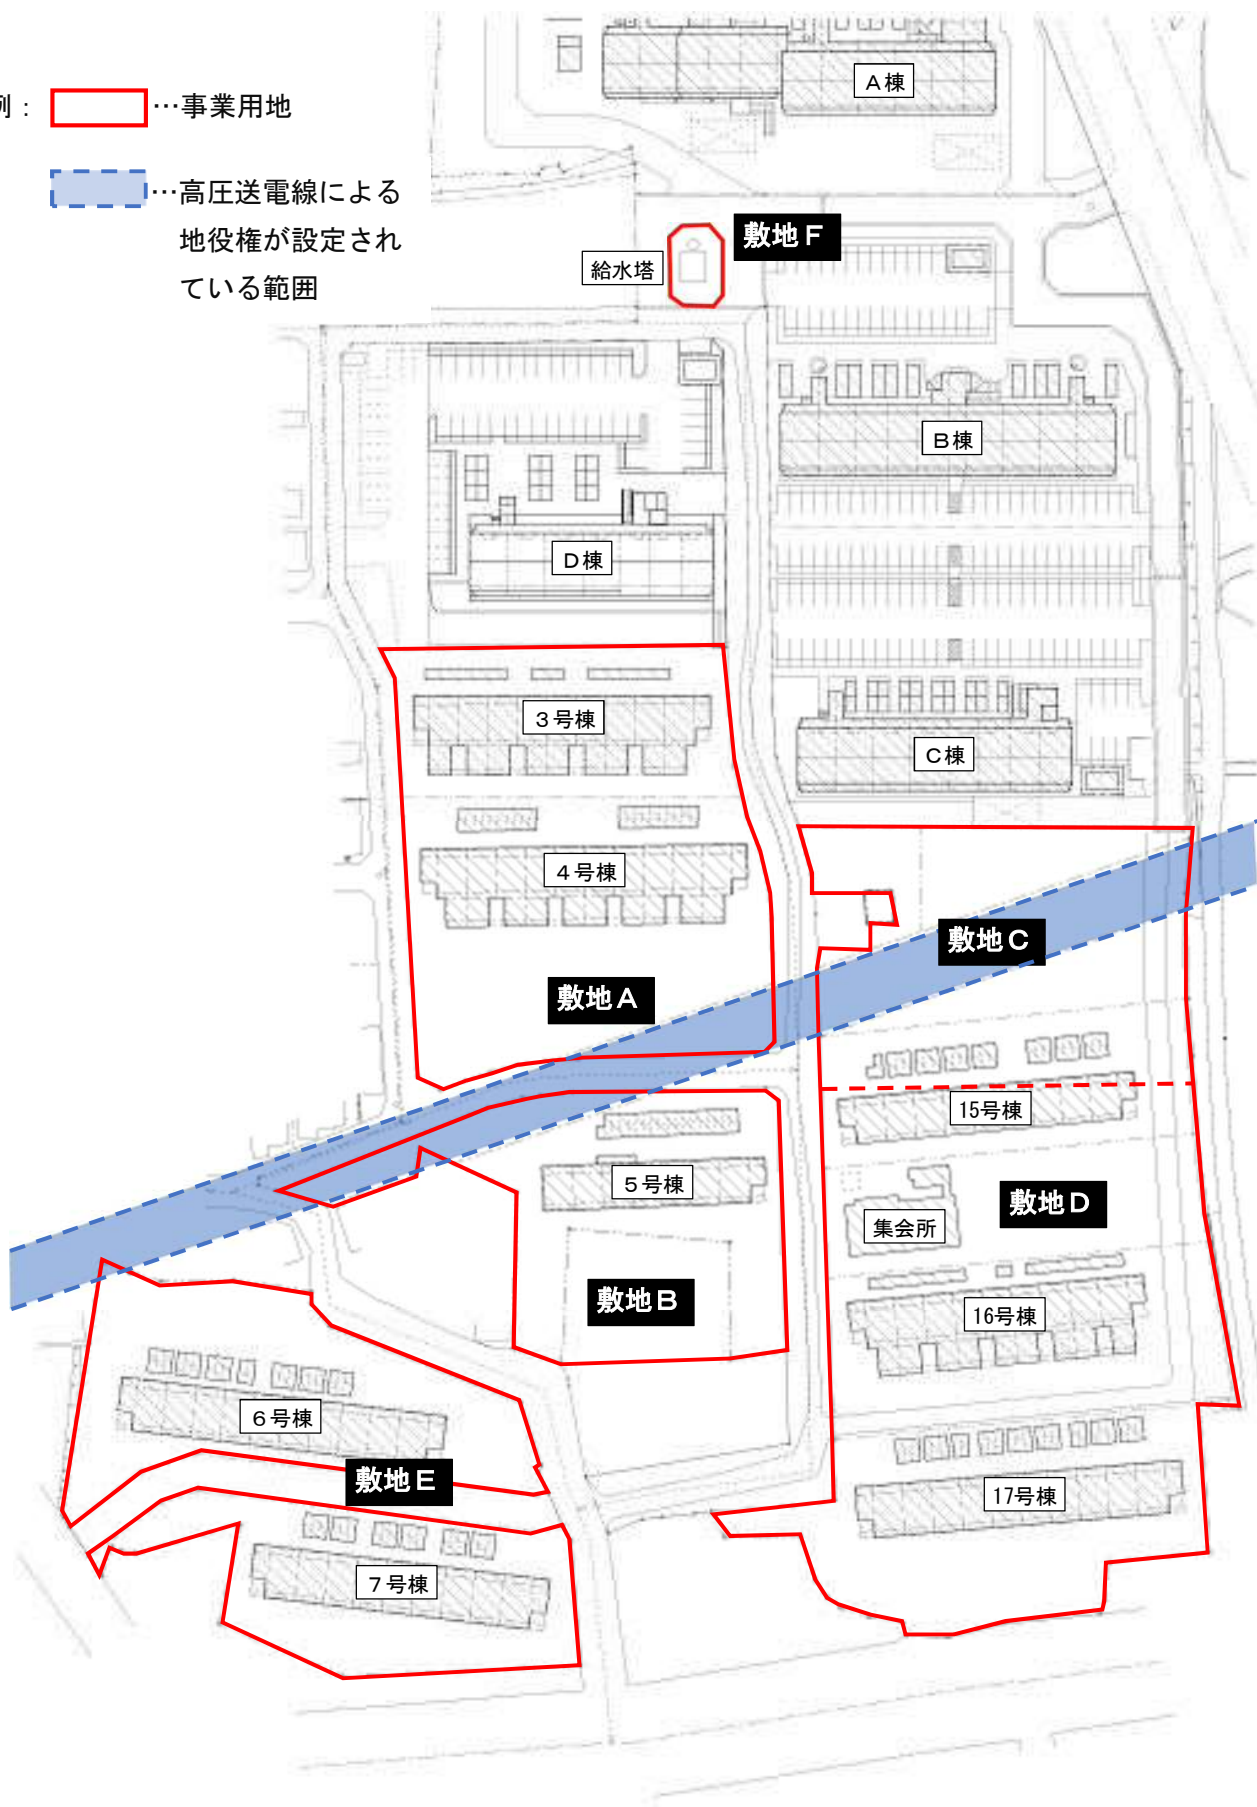 例：
…事業用地
…高圧送電線による
地役権が設定され
ている範囲
A棟
敷地F
給水塔
B棟
D棟
3号棟
C棟
4号棟
敷地C
敷地A
15号棟
5号棟
敷地D
集会所
敷地B
16号棟
6号棟
敷地E
17号棟
7号棟